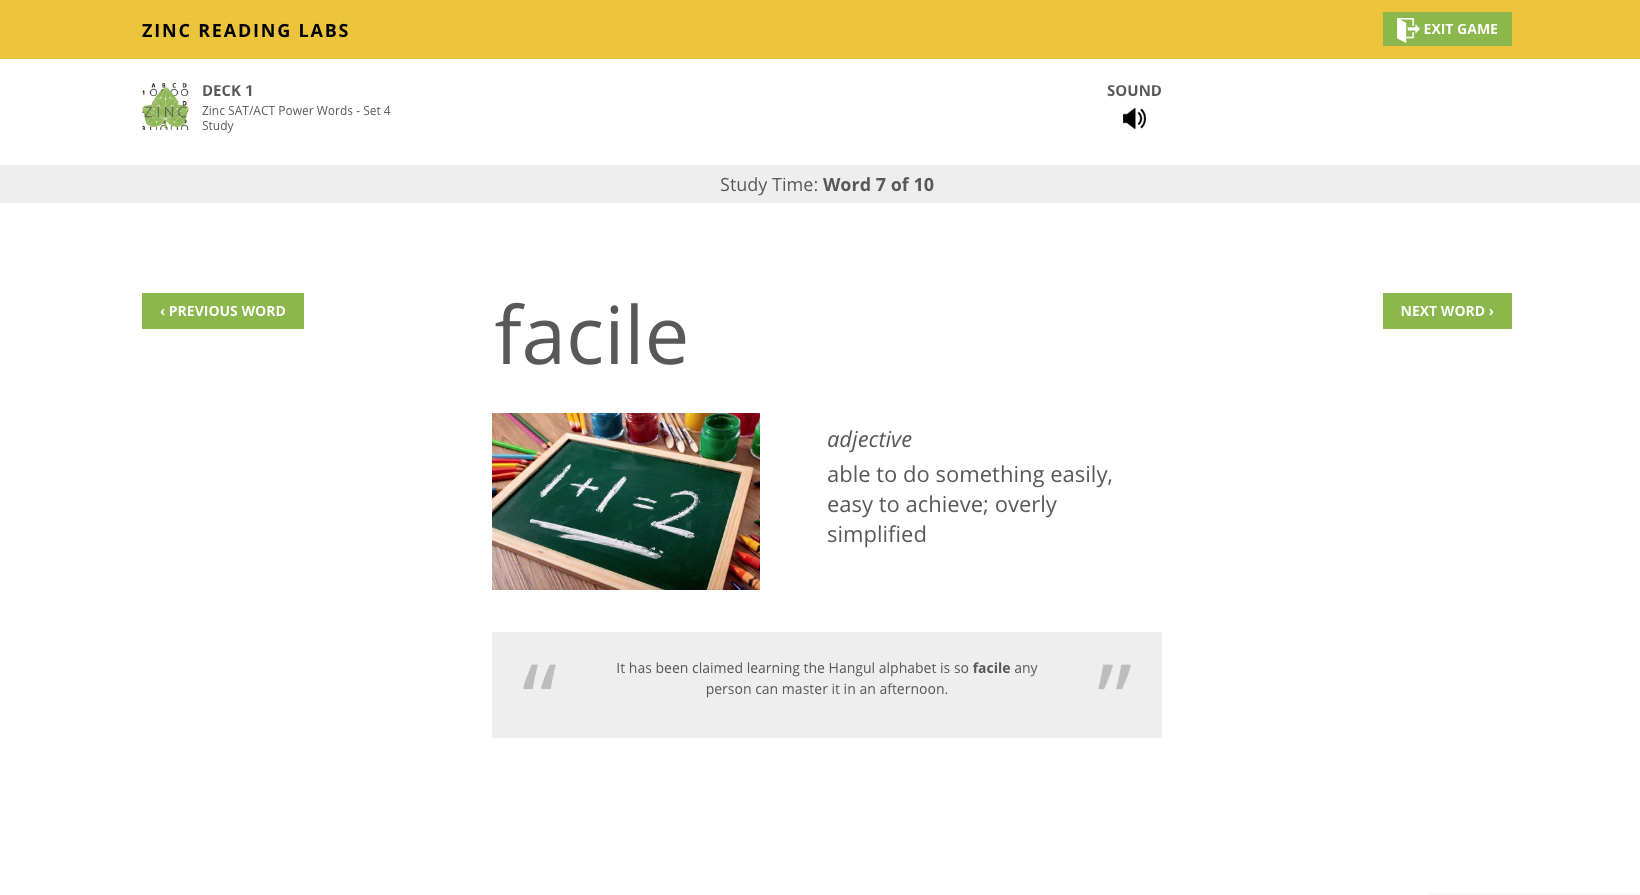 ZINC READING LABS
EXIT GAME
DECK 1
Zinc SAT/ACT Power Words - Set 4
Study
SOUND
Study Time: Word 7 of 10
‹ PREVIOUS WORD
facile
NEXT WORD ›
1+1=2
adjective
able to do something easily,
easy to achieve; overly
simplified
“ It has been claimed learning the Hangul alphabet is so facile any
person can master it in an afternoon. ”
ZINC
A B C D